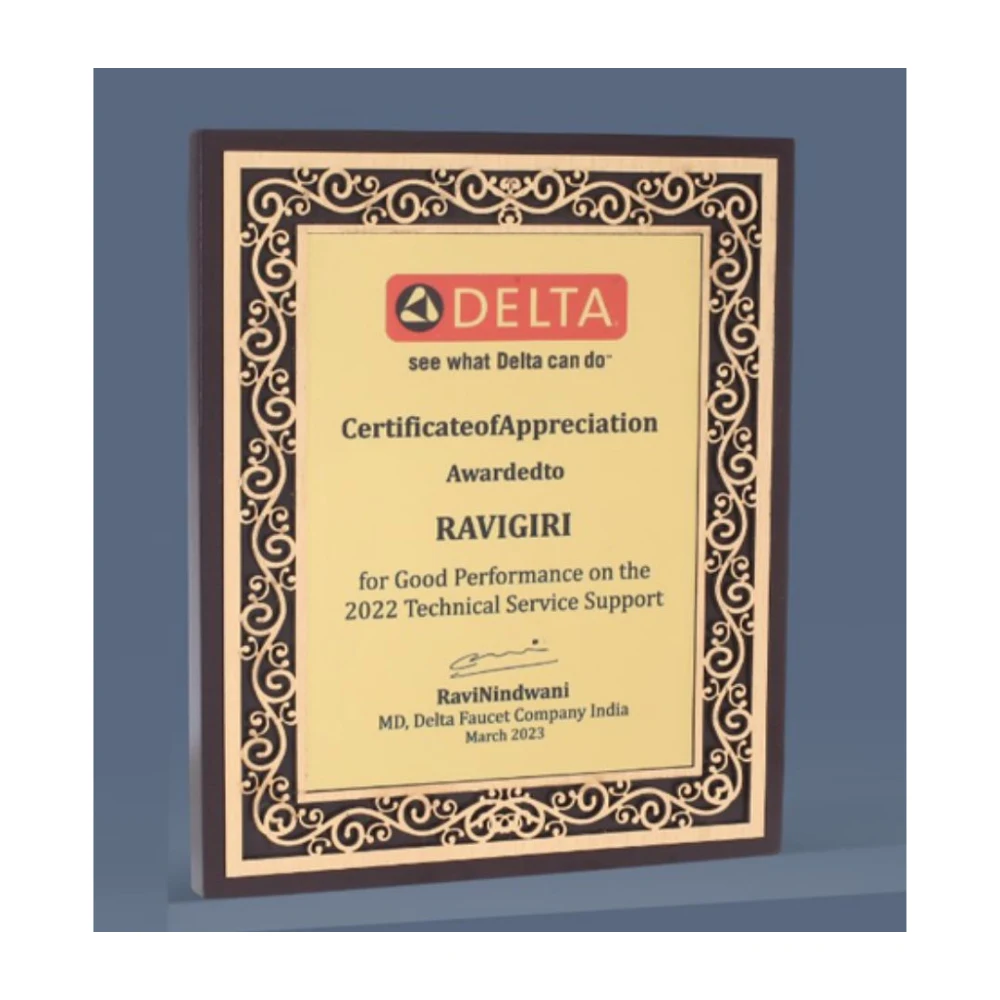 DELTA
see what Delta can do™
CertificateofAppreciation
Awardedto
RAVIGIRI
for Good Performance on the
2022 Technical Service Support
RaviNindwani
MD, Delta Faucet Company India
March 2023